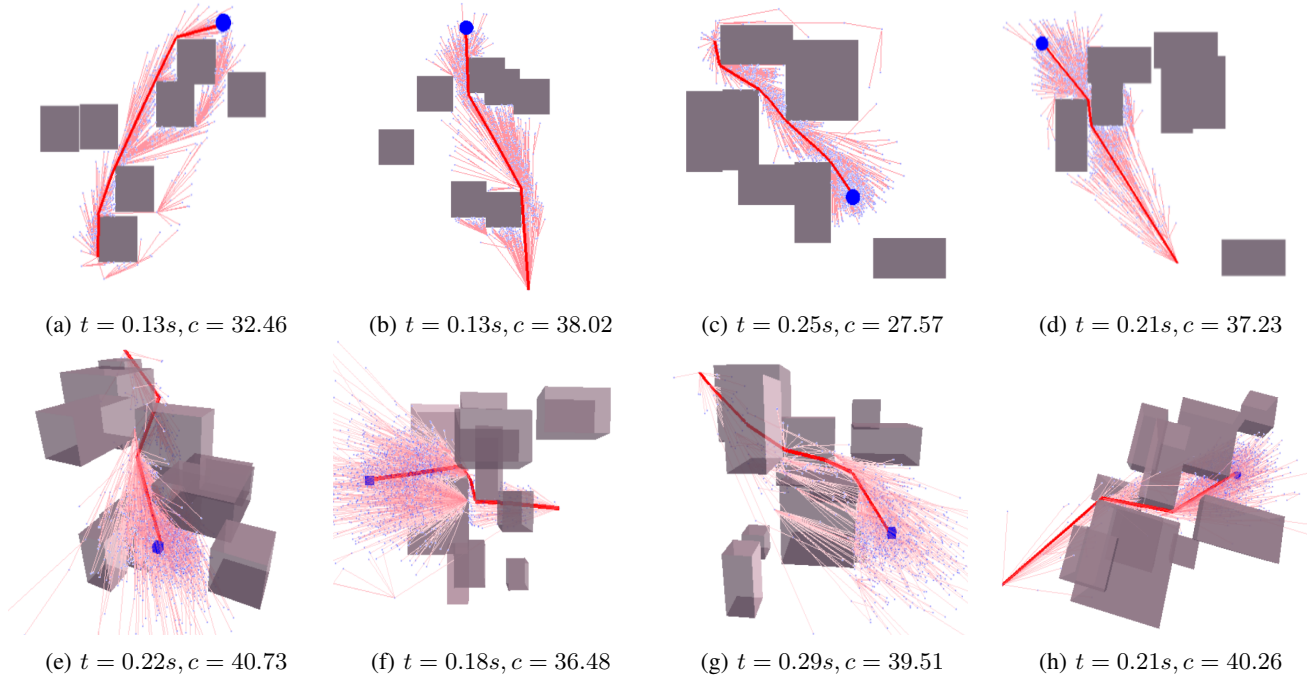 (a) t = 0.13s, c = 32.46
(b) t = 0.13s, c = 38.02
(c) t = 0.25s, c = 27.57
(d) t = 0.21s, c = 37.23
(e) t = 0.22s, c = 40.73
(f) t = 0.18s, c = 36.48
(g) t = 0.29s, c = 39.51
(h) t = 0.21s, c = 40.26